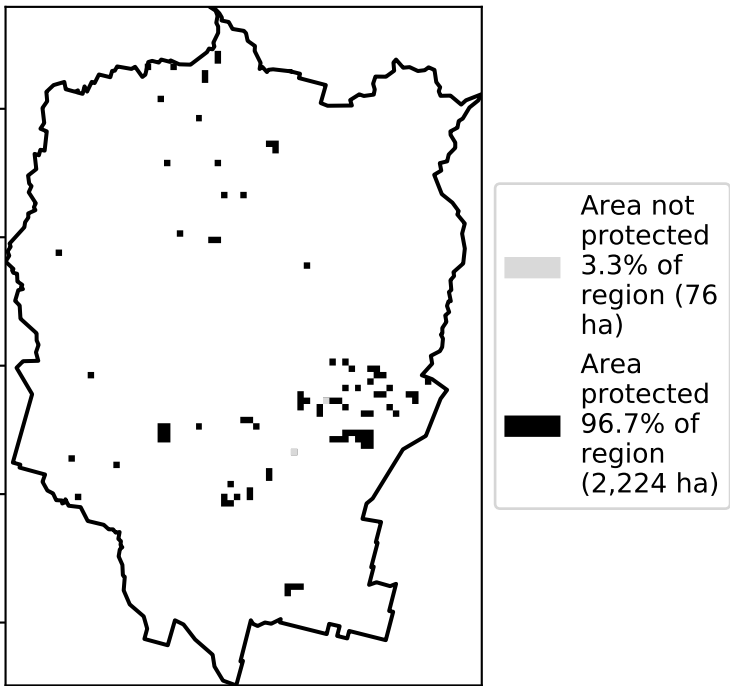 Area not
protected
3.3% of
region (76
ha)
Area
protected
96.7% of
region
(2,224 ha)